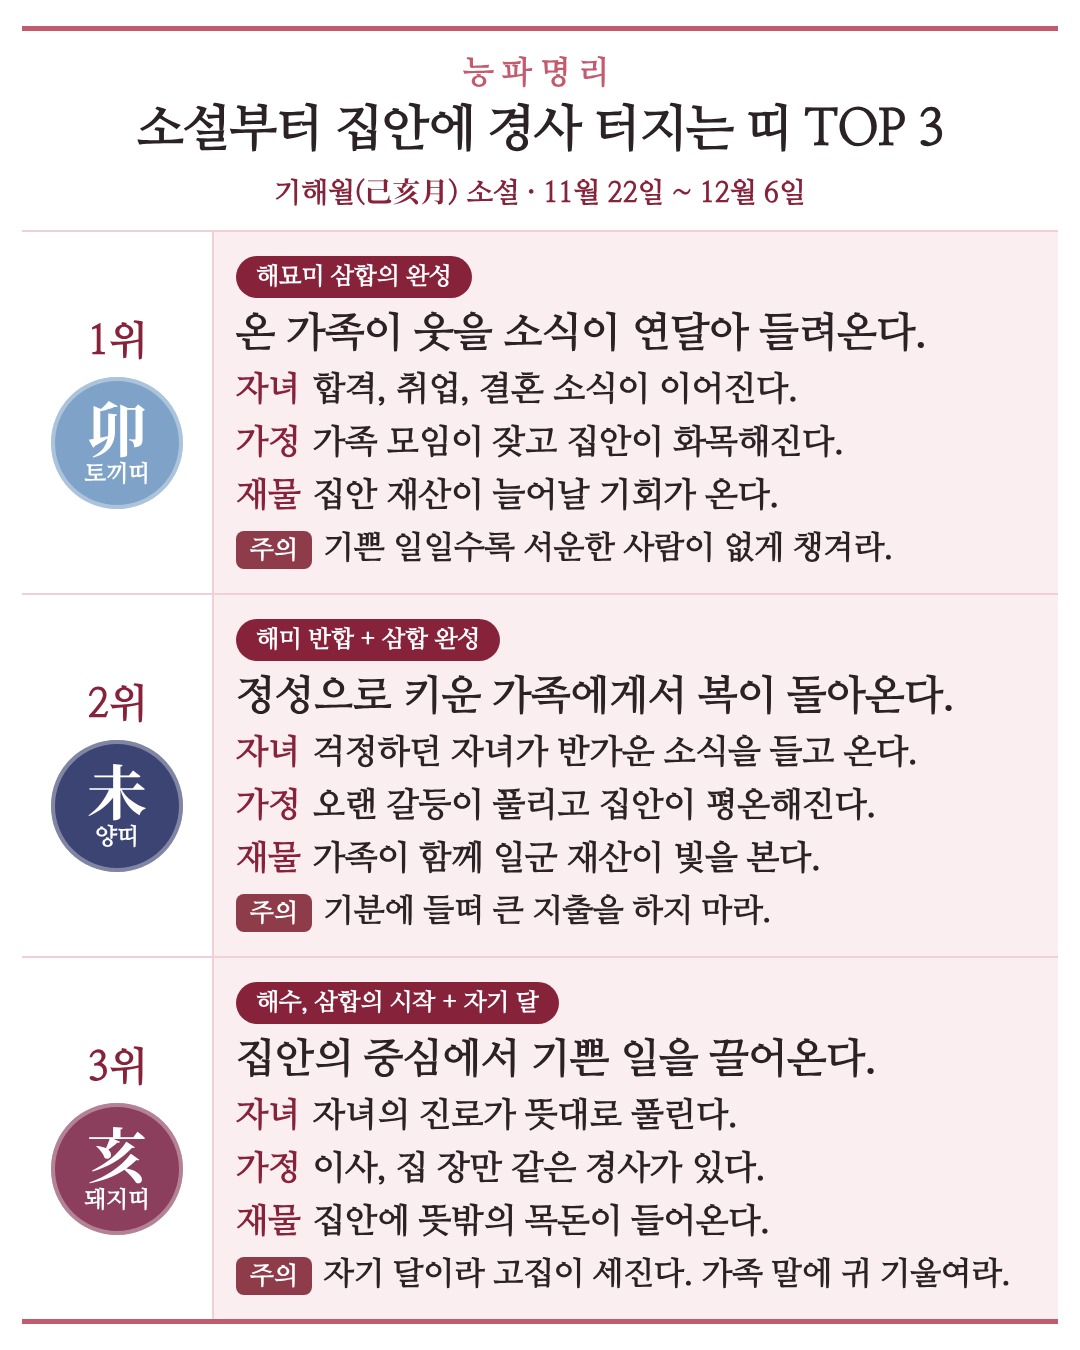 능파명리
소설부터 집안에 경사 터지는 띠 TOP 3
기해월(己亥月) 소설 · 11월 22일 ~ 12월 6일
1위
卯
토끼띠
해묘미 삼합의 완성
온 가족이 웃을 소식이 연달아 들려온다.
자녀 합격, 취업, 결혼 소식이 이어진다.
가정 가족 모임이 잦고 집안이 화목해진다.
재물 집안 재산이 늘어날 기회가 온다.
주의 기쁜 일일수록 서운한 사람이 없게 챙겨라.
2위
未
양띠
해미 반합 + 삼합 완성
정성으로 키운 가족에게서 복이 돌아온다.
자녀 걱정하던 자녀가 반가운 소식을 들고 온다.
가정 오랜 갈등이 풀리고 집안이 평온해진다.
재물 가족이 함께 일군 재산이 빛을 본다.
주의 기분에 들떠 큰 지출을 하지 마라.
3위
亥
돼지띠
해수, 삼합의 시작 + 자기 달
집안의 중심에서 기쁜 일을 끌어온다.
자녀 자녀의 진로가 뜻대로 풀린다.
가정 이사, 집 장만 같은 경사가 있다.
재물 집안에 뜻밖의 목돈이 들어온다.
주의 자기 달이라 고집이 세진다. 가족 말에 귀 기울여라.